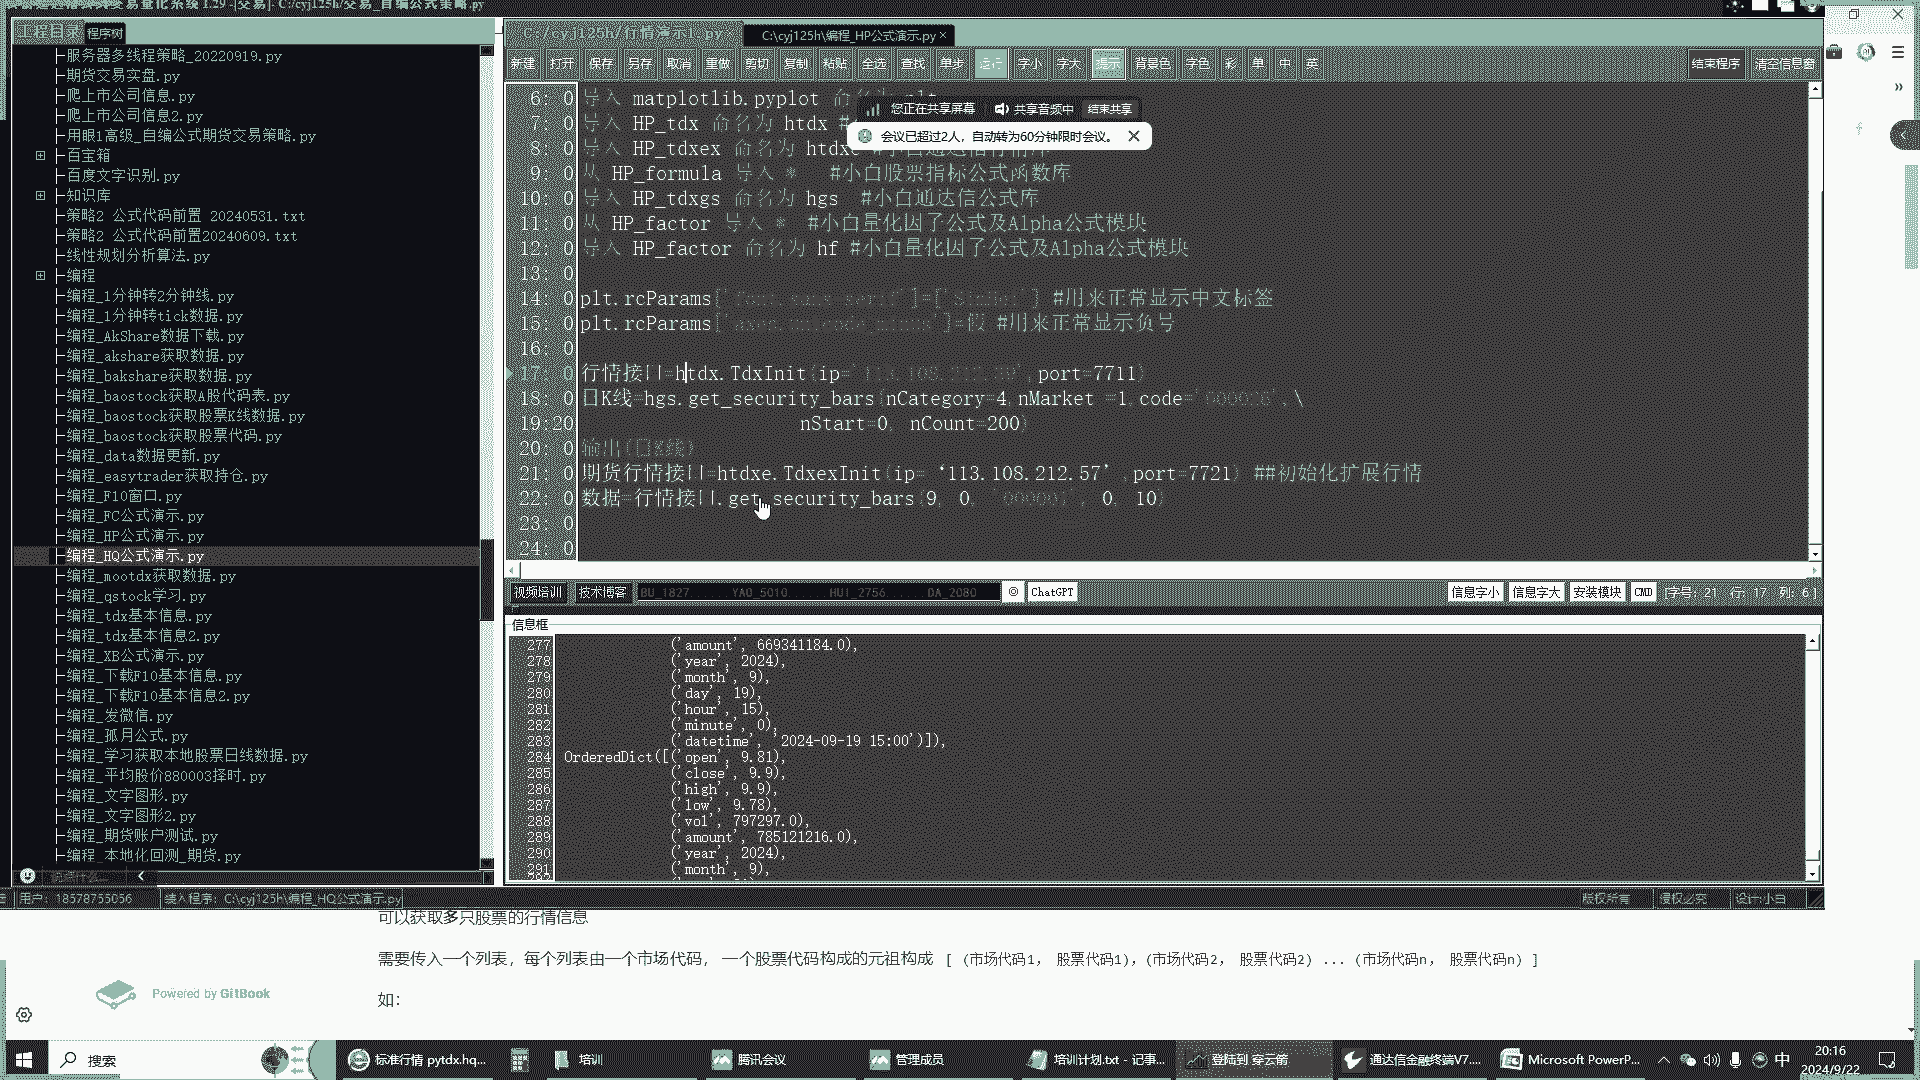 工程目录 程序树
服务器多线程策略_20220919.py
期货交易实盘.py
爬上市公司信息.py
爬上市公司信息2.py
用眼1高级_自编公式期货交易策略.py
百宝箱
百度文字识别.py
知识库
策略2 公式代码前置 20240531.txt
策略2 公式代码前置20240609.txt
线性规划分析算法.py
编程
编程_1分钟转2分钟线.py
编程_1分钟转tick数据.py
编程_AkShare数据下载.py
编程_akshare获取数据.py
编程_bakshare获取数据.py
编程_baostock获取A股代码表.py
编程_baostock获取股票K线数据.py
编程_baostock获取股票代码.py
编程_data数据更新.py
编程_easytrader获取持仓.py
编程_F10窗口.py
编程_FC公式演示.py
编程_HP公式演示.py
编程_HQ公式演示.py
编程_mootdx获取数据.py
编程_qstock学习.py
编程_tdx基本信息.py
编程_tdx基本信息2.py
编程_XB公式演示.py
编程_下载F10基本信息.py
编程_下载F10基本信息2.py
编程_发微信.py
编程_孤月公式.py
编程_学习获取本地股票日线数据.py
编程_平均股价880003择时.py
编程_文字图形.py
编程_文字图形2.py
编程_期货账户测试.py
编程_本地化回测_期货.py
用户: 18578755056 装入程序: C:\cyj125h\编程_HQ公式演示.py 版权所有 侵权必究 设计:小白
C:/cyj125h/行情演示1.py C:\cyj125h\编程_HP公式演示.py ×
新建 打开 保存 另存 取消 重做 剪切 复制 粘贴 全选 查找 单步 运行 字小 字大 提示 背景色 字色 彩 单 中 英 结束程序 清空信息窗
您正在共享屏幕 共享音频中 结束共享
会议已超过2人，自动转为60分钟限时会议。
6: 0 导入 matplotlib.pyplot 命名为 plt
7: 0 导入 HP_tdx 命名为 htdx #
8: 0 导入 HP_tdxex 命名为 htdxe #小白通达信行情库
9: 0 从 HP_formula 导入 * #小白股票指标公式函数库
10: 0 导入 HP_tdxgs 命名为 hgs #小白通达信公式库
11: 0 从 HP_factor 导入 * #小白量化因子公式及Alpha公式模块
12: 0 导入 HP_factor 命名为 hf #小白量化因子公式及Alpha公式模块
13: 0
14: 0 plt.rcParams['font.sans-serif']=['SimHei'] #用来正常显示中文标签
15: 0 plt.rcParams[ ]=假 #用来正常显示负号
16: 0
17: 0 行情接口=htdx.TdxInit(ip= ,port=7711)
18: 0 日K线=hgs.get_security_bars(nCategory=4,nMarket =1,code= ,\
19:20 nStart=0, nCount=200)
20: 0 输出(日K线)
21: 0 期货行情接口=htdxe.TdxexInit(ip=‘113.108.212.57’,port=7721) ##初始化扩展行情
22: 0 数据=行情接口.get_security_bars(9, 0, '000001', 0, 10)
23: 0
24: 0
视频培训 技术博客 BU_1827 YAO_5010 HUI_2756 DA_2080 ChatGPT 信息字小 信息字大 安装模块 CMD [字号: 21 行: 17 列: 6]
信息框
277 ('amount', 669341184.0),
278 ('year', 2024),
279 ('month', 9),
280 ('day', 19),
281 ('hour', 15),
282 ('minute', 0),
283 ('datetime', '2024-09-19 15:00')]),
284 OrderedDict([('open', 9.81),
285 ('close', 9.9),
286 ('high', 9.9),
287 ('low', 9.78),
288 ('vol', 797297.0),
289 ('amount', 785121216.0),
290 ('year', 2024),
291 ('month', 9),
可以获取多只股票的行情信息
需要传入一个列表，每个列表由一个市场代码， 一个股票代码构成的元祖构成 [ (市场代码1， 股票代码1)，(市场代码2， 股票代码2) ... (市场代码n， 股票代码n) ]
如：
Powered by GitBook
搜索 标准行情 pytdx.hq... 培训 腾讯会议 管理成员 培训计划.txt - 记事... 登陆到 穿云箭 通达信金融终端V7.... Microsoft PowerP... 中 20:16
2024/9/22